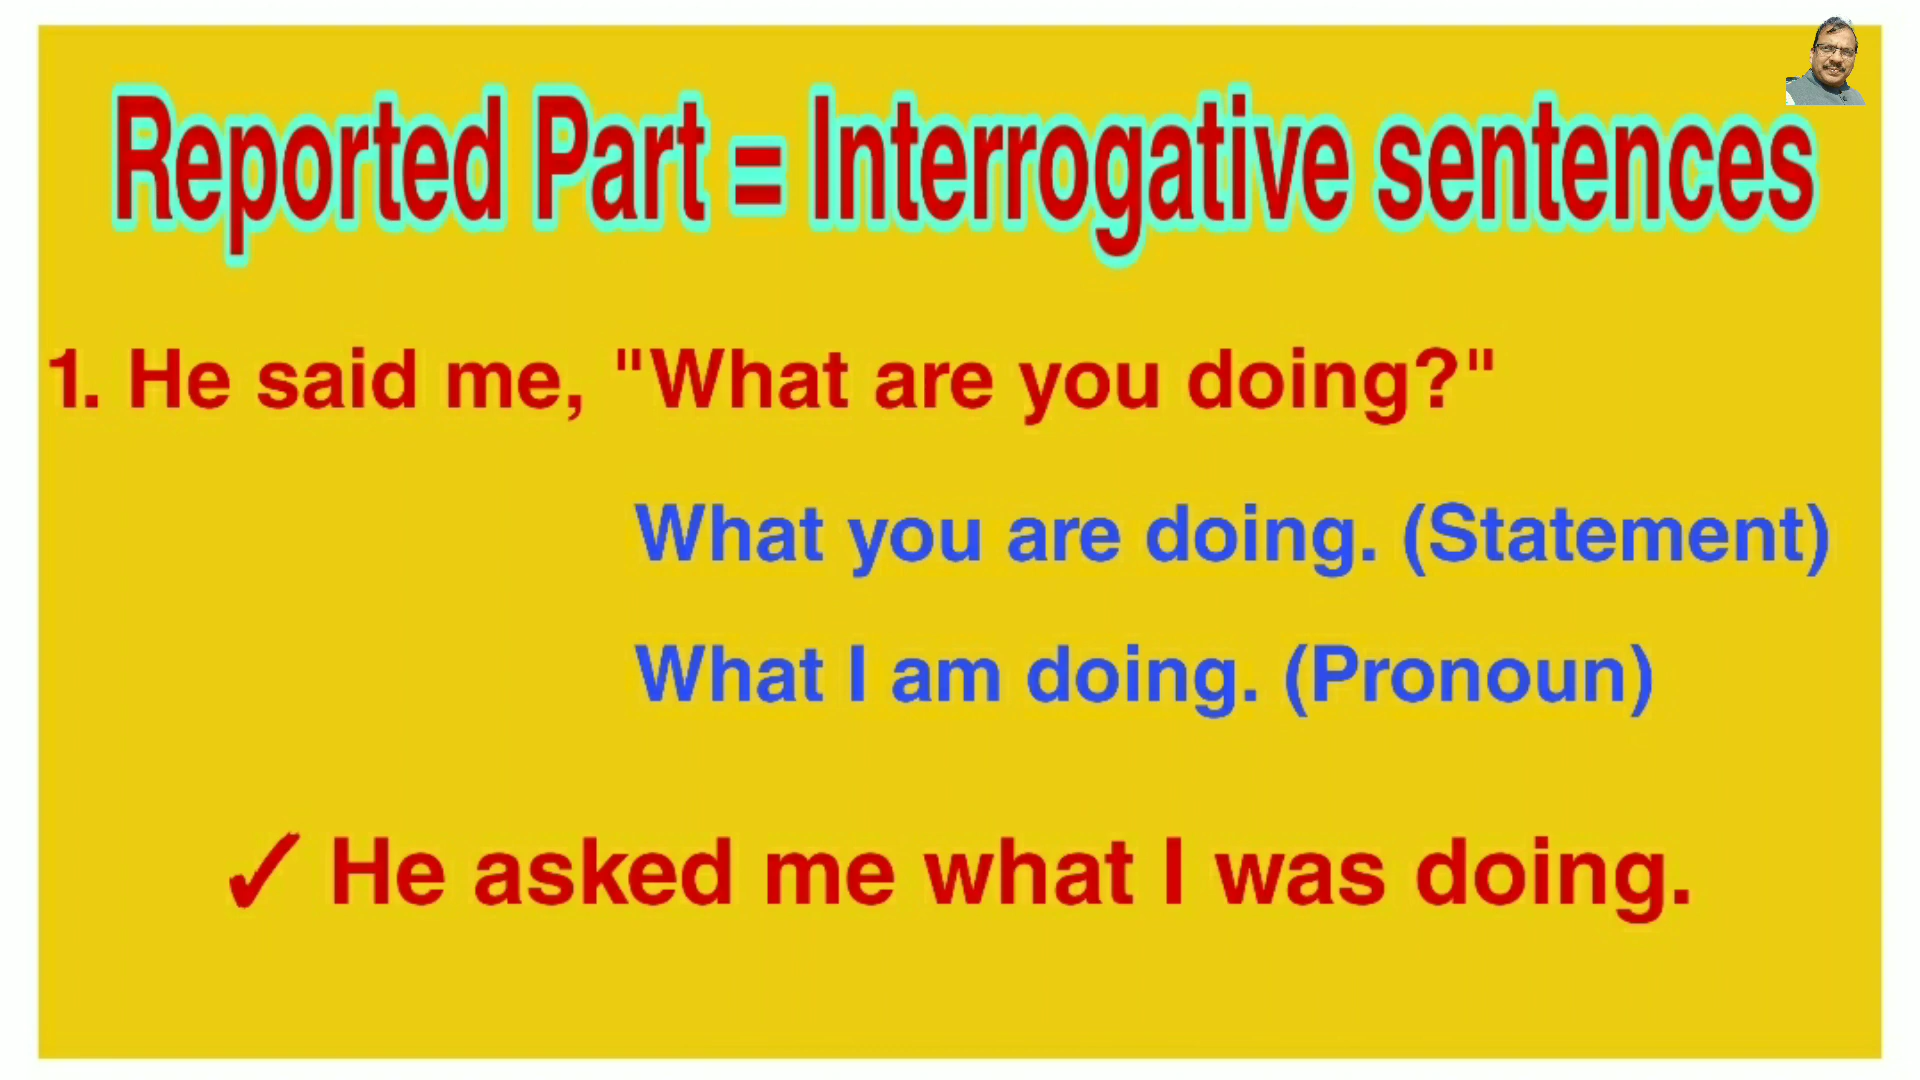 Reported Part = Interrogative sentences
1. He said me, "What are you doing?"
What you are doing. (Statement)
What I am doing. (Pronoun)
✓ He asked me what I was doing.